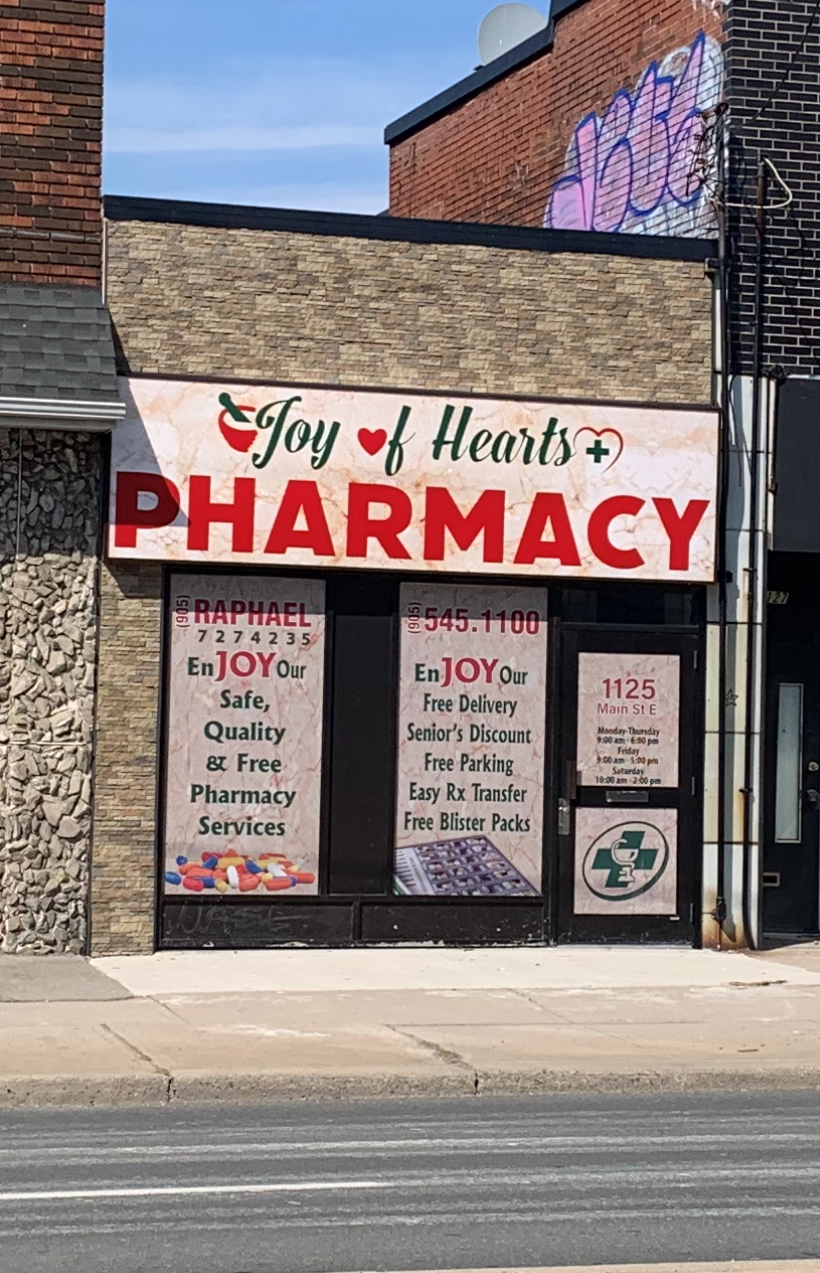 Joy of Hearts
PHARMACY
(905) RAPHAEL
7274235
EnJOY Our
Safe,
Quality
& Free
Pharmacy
Services
(905) 545.1100
EnJOY Our
Free Delivery
Senior's Discount
Free Parking
Easy Rx Transfer
Free Blister Packs
1125
Main St E
Monday-Thursday
9:00 am - 6:00 pm
Friday
9:00 am - 5:00 pm
Saturday
10:00 am - 2:00 pm